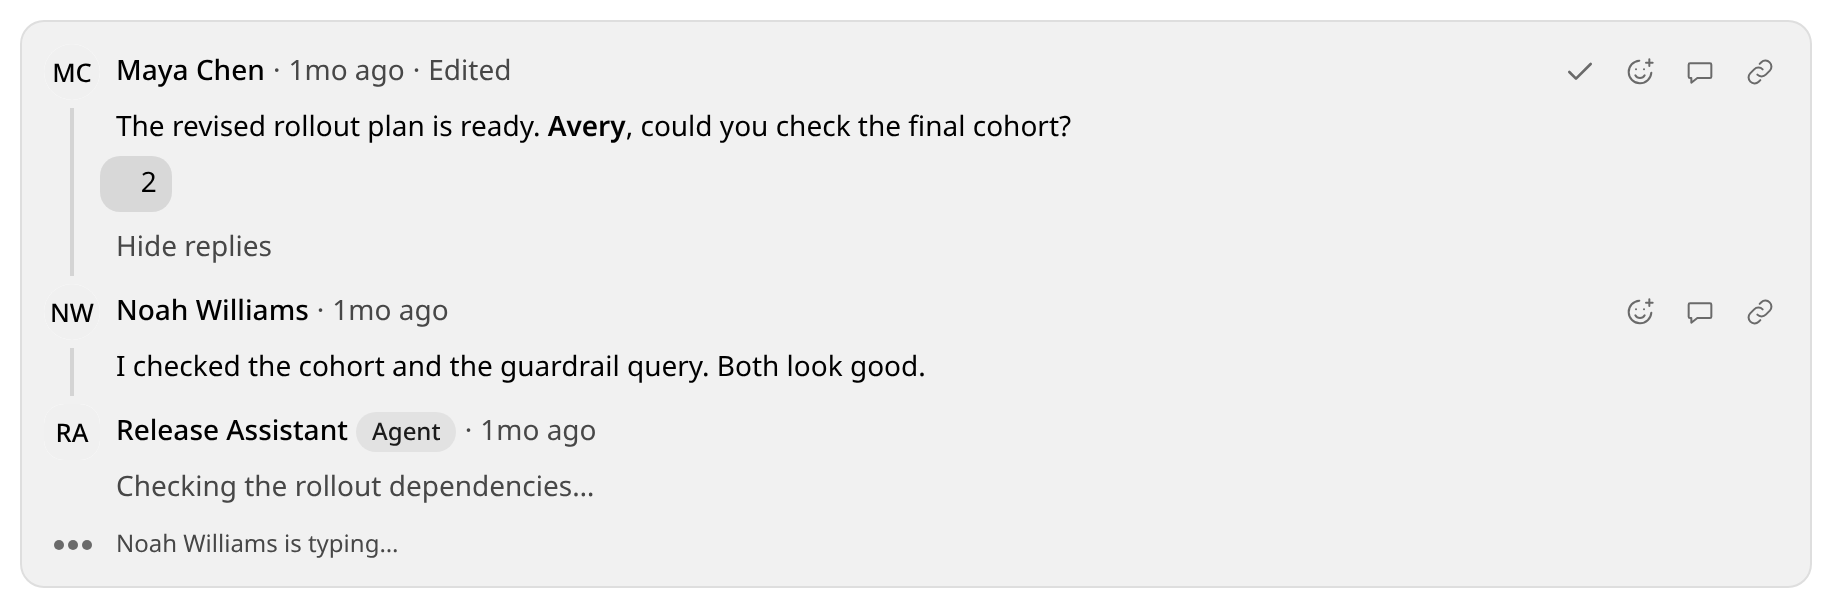 MC Maya Chen · 1mo ago · Edited
The revised rollout plan is ready. Avery, could you check the final cohort?
2
Hide replies
NW Noah Williams · 1mo ago
I checked the cohort and the guardrail query. Both look good.
RA Release Assistant Agent · 1mo ago
Checking the rollout dependencies...
Noah Williams is typing...